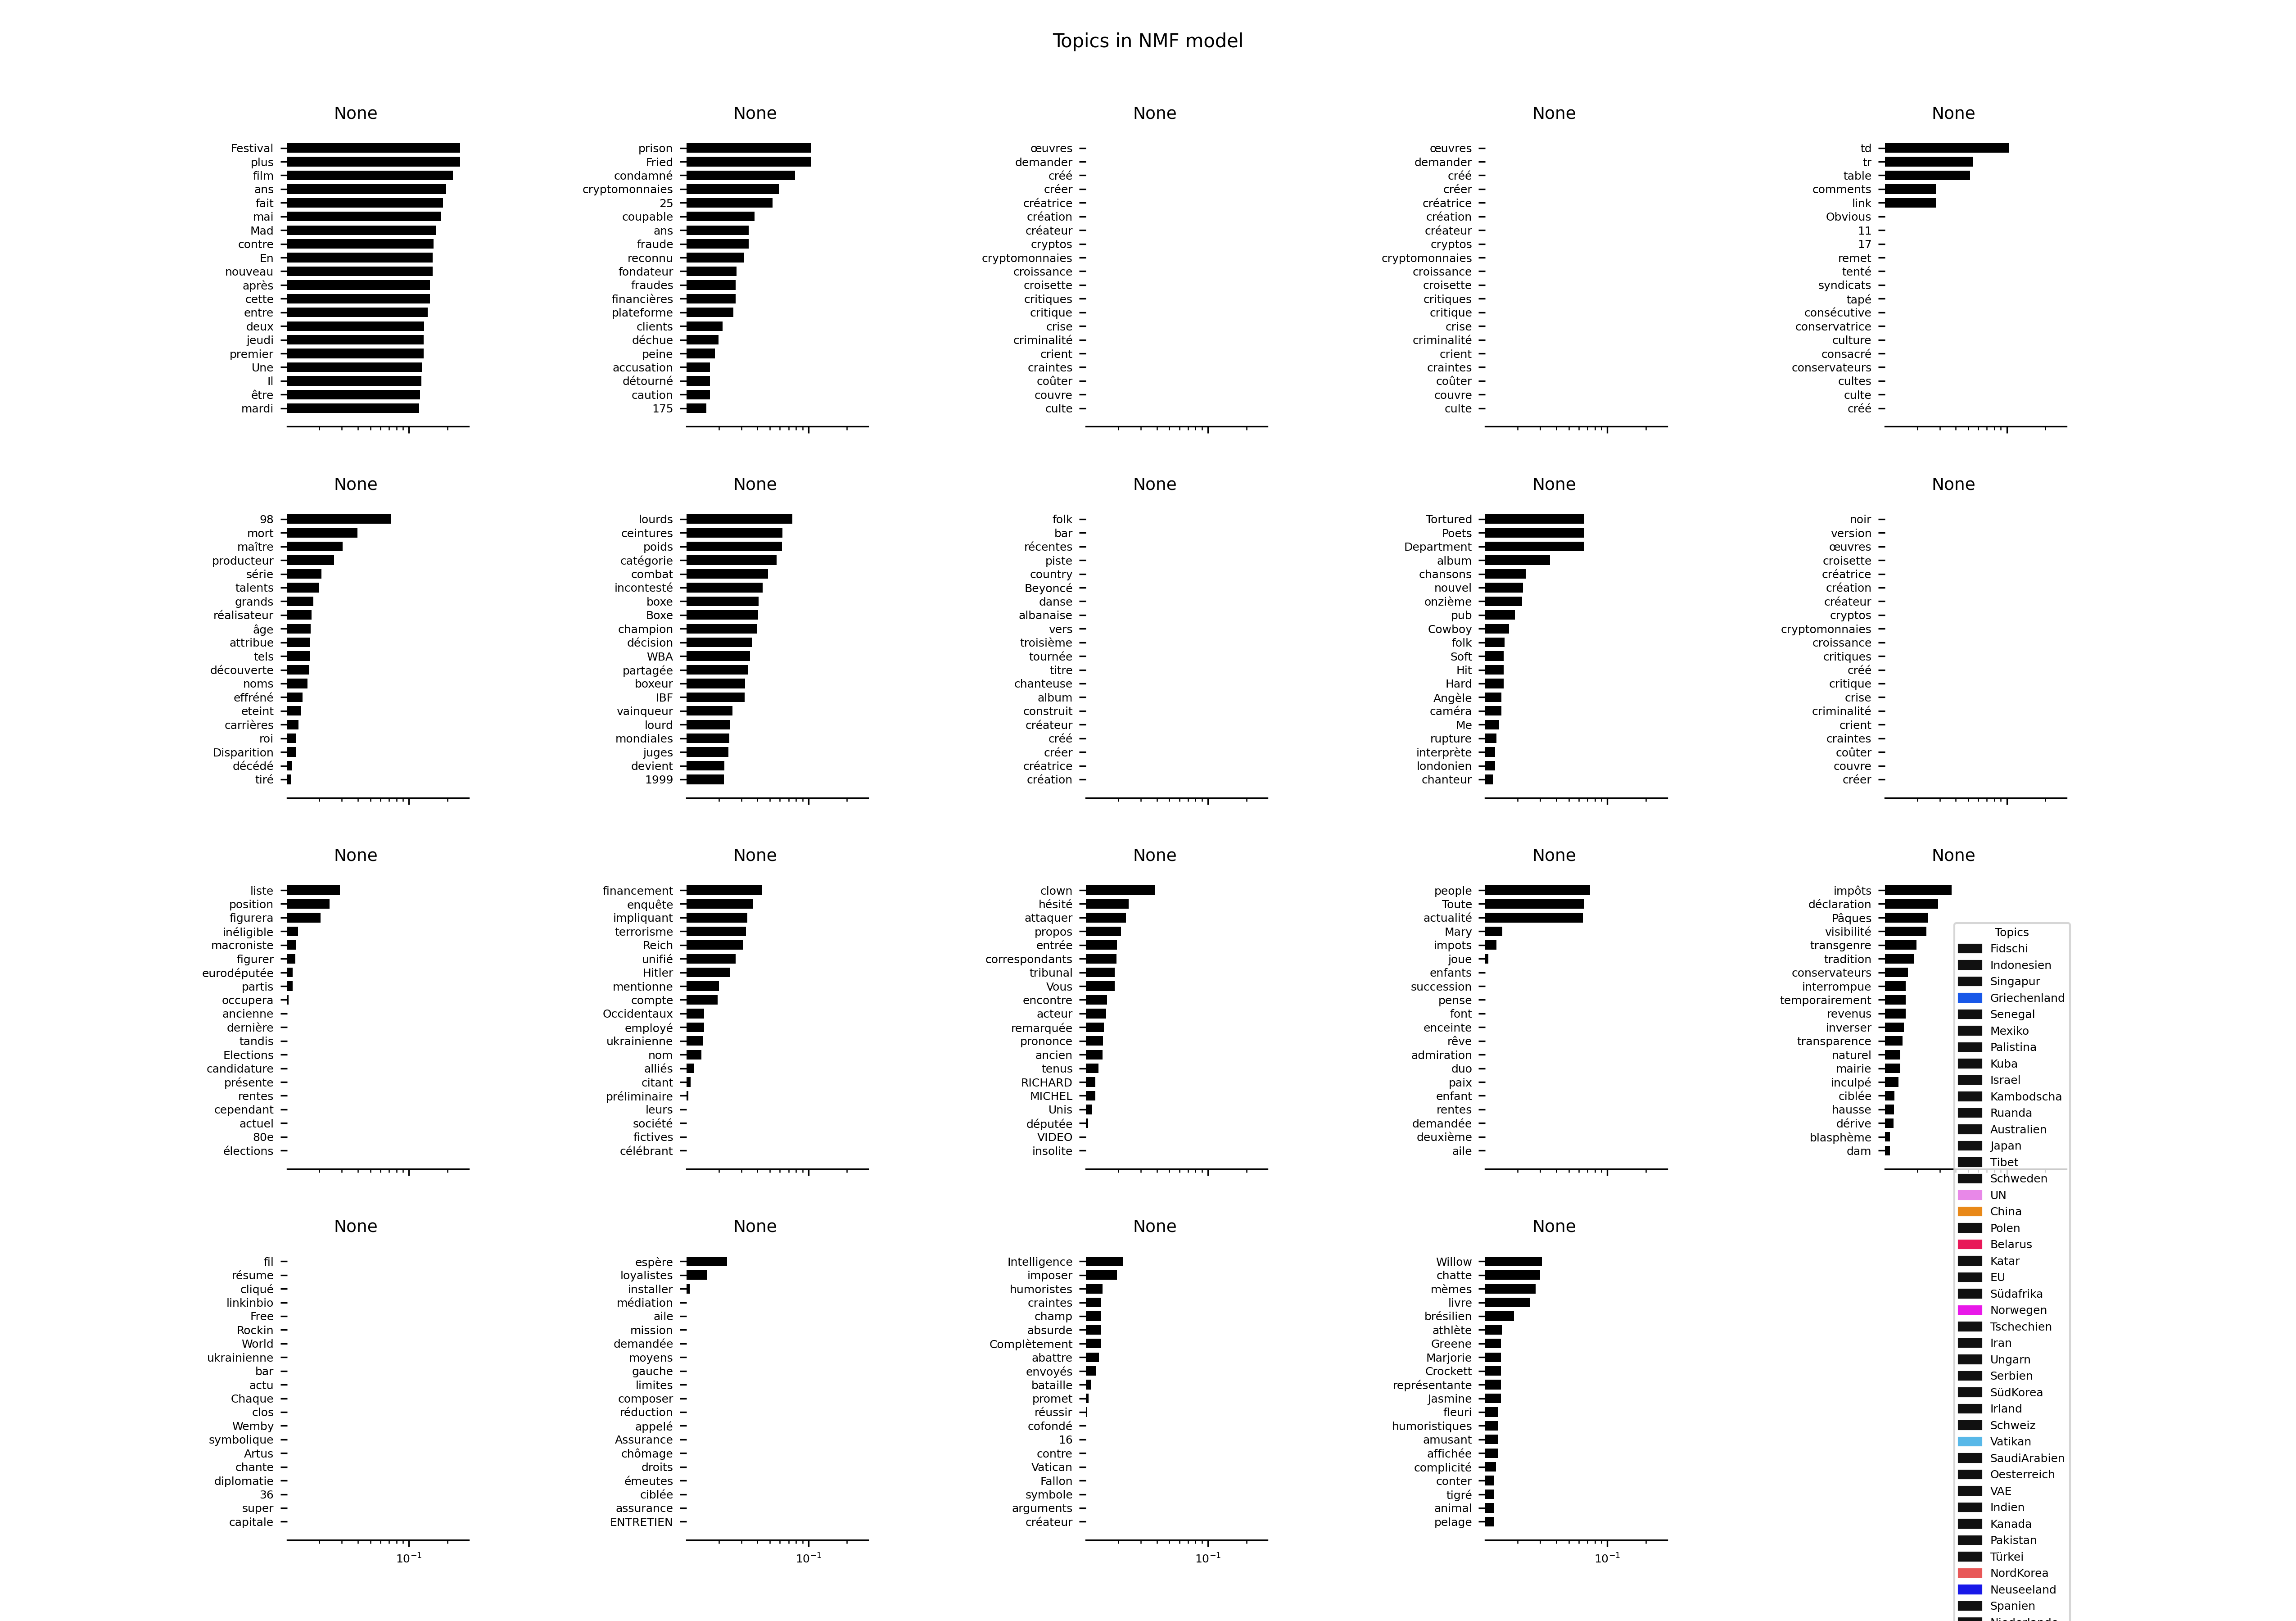 Topics in NMF model
None
Festival
plus
film
ans
fait
mai
Mad
contre
En
nouveau
après
cette
entre
deux
jeudi
premier
Une
Il
être
mardi
None
prison
Fried
condamné
cryptomonnaies
25
coupable
ans
fraude
reconnu
fondateur
fraudes
financières
plateforme
clients
déchue
peine
accusation
détourné
caution
175
None
œuvres
demander
créé
créer
créatrice
création
créateur
cryptos
cryptomonnaies
croissance
croisette
critiques
critique
crise
criminalité
crient
craintes
coûter
couvre
culte
None
œuvres
demander
créé
créer
créatrice
création
créateur
cryptos
cryptomonnaies
croissance
croisette
critiques
critique
crise
criminalité
crient
craintes
coûter
couvre
culte
None
td
tr
table
comments
link
Obvious
11
17
remet
tenté
syndicats
tapé
consécutive
conservatrice
culture
consacré
conservateurs
cultes
culte
créé
None
98
mort
maître
producteur
série
talents
grands
réalisateur
âge
attribue
tels
découverte
noms
effréné
eteint
carrières
roi
Disparition
décédé
tiré
None
lourds
ceintures
poids
catégorie
combat
incontesté
boxe
Boxe
champion
décision
WBA
partagée
boxeur
IBF
vainqueur
lourd
mondiales
juges
devient
1999
None
folk
bar
récentes
piste
country
Beyoncé
danse
albanaise
vers
troisième
tournée
titre
chanteuse
album
construit
créateur
créé
créer
créatrice
création
None
Tortured
Poets
Department
album
chansons
nouvel
onzième
pub
Cowboy
folk
Soft
Hit
Hard
Angèle
caméra
Me
rupture
interprète
londonien
chanteur
None
noir
version
œuvres
croisette
créatrice
création
créateur
cryptos
cryptomonnaies
croissance
critiques
créé
critique
crise
criminalité
crient
craintes
coûter
couvre
créer
None
liste
position
figurera
inéligible
macroniste
figurer
eurodéputée
partis
occupera
ancienne
dernière
tandis
Elections
candidature
présente
rentes
cependant
actuel
80e
élections
None
financement
enquête
impliquant
terrorisme
Reich
unifié
Hitler
mentionne
compte
Occidentaux
employé
ukrainienne
nom
alliés
citant
préliminaire
leurs
société
fictives
célébrant
None
clown
hésité
attaquer
propos
entrée
correspondants
tribunal
Vous
encontre
acteur
remarquée
prononce
ancien
tenus
RICHARD
MICHEL
Unis
députée
VIDEO
insolite
None
people
Toute
actualité
Mary
impots
joue
enfants
succession
pense
font
enceinte
rêve
admiration
duo
paix
enfant
rentes
demandée
deuxième
aile
None
impôts
déclaration
Pâques
visibilité
transgenre
tradition
conservateurs
interrompue
temporairement
revenus
inverser
transparence
naturel
mairie
inculpé
ciblée
hausse
dérive
blasphème
dam
None
fil
résume
cliqué
linkinbio
Free
Rockin
World
ukrainienne
bar
actu
Chaque
clos
Wemby
symbolique
Artus
chante
diplomatie
36
super
capitale
10⁻¹
None
espère
loyalistes
installer
médiation
aile
mission
demandée
moyens
gauche
limites
composer
réduction
appelé
Assurance
chômage
droits
émeutes
ciblée
assurance
ENTRETIEN
10⁻¹
None
Intelligence
imposer
humoristes
craintes
champ
absurde
Complètement
abattre
envoyés
bataille
promet
réussir
cofondé
16
contre
Vatican
Fallon
symbole
arguments
créateur
10⁻¹
None
Willow
chatte
mèmes
livre
brésilien
athlète
Greene
Marjorie
Crockett
représentante
Jasmine
fleuri
humoristiques
amusant
affichée
complicité
conter
tigré
animal
pelage
10⁻¹
Topics
Fidschi
Indonesien
Singapur
Griechenland
Senegal
Mexiko
Palistina
Kuba
Israel
Kambodscha
Ruanda
Australien
Japan
Tibet
Schweden
UN
China
Polen
Belarus
Katar
EU
Südafrika
Norwegen
Tschechien
Iran
Ungarn
Serbien
SüdKorea
Irland
Schweiz
Vatikan
SaudiArabien
Oesterreich
VAE
Indien
Kanada
Pakistan
Türkei
NordKorea
Neuseeland
Spanien